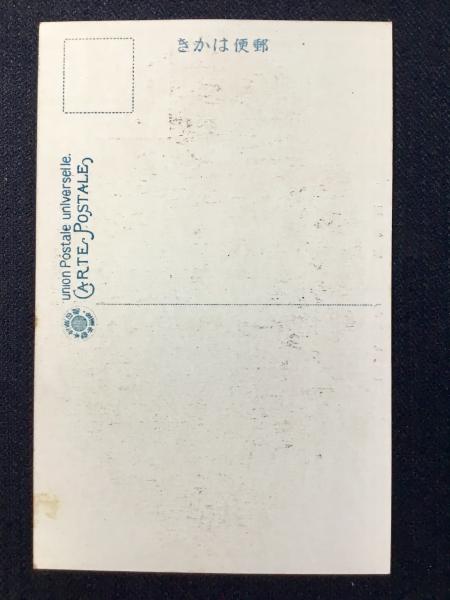 郵便はかき
Union Postale universelle.
CARTE POSTALE